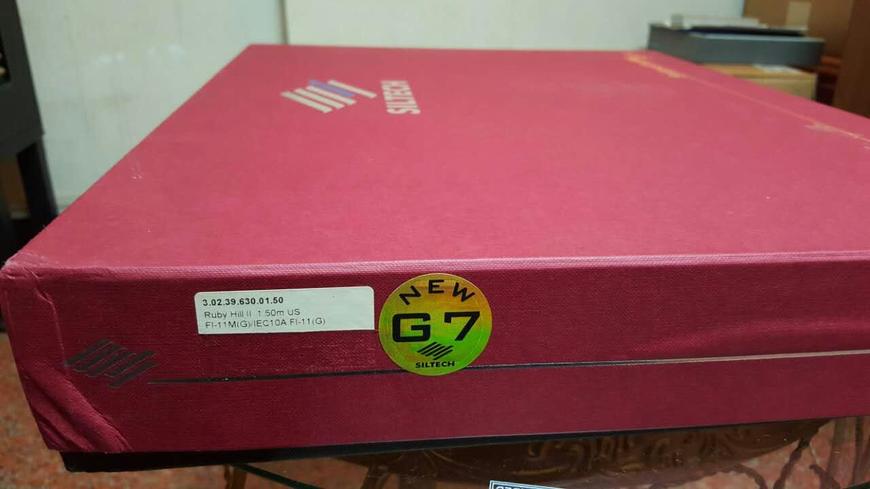 SILTECH
3.02.39.630.01.50
Ruby Hill II 1.50m US
FI-11M(G)/IEC10A FI-11(G)
NEW
G7
SILTECH